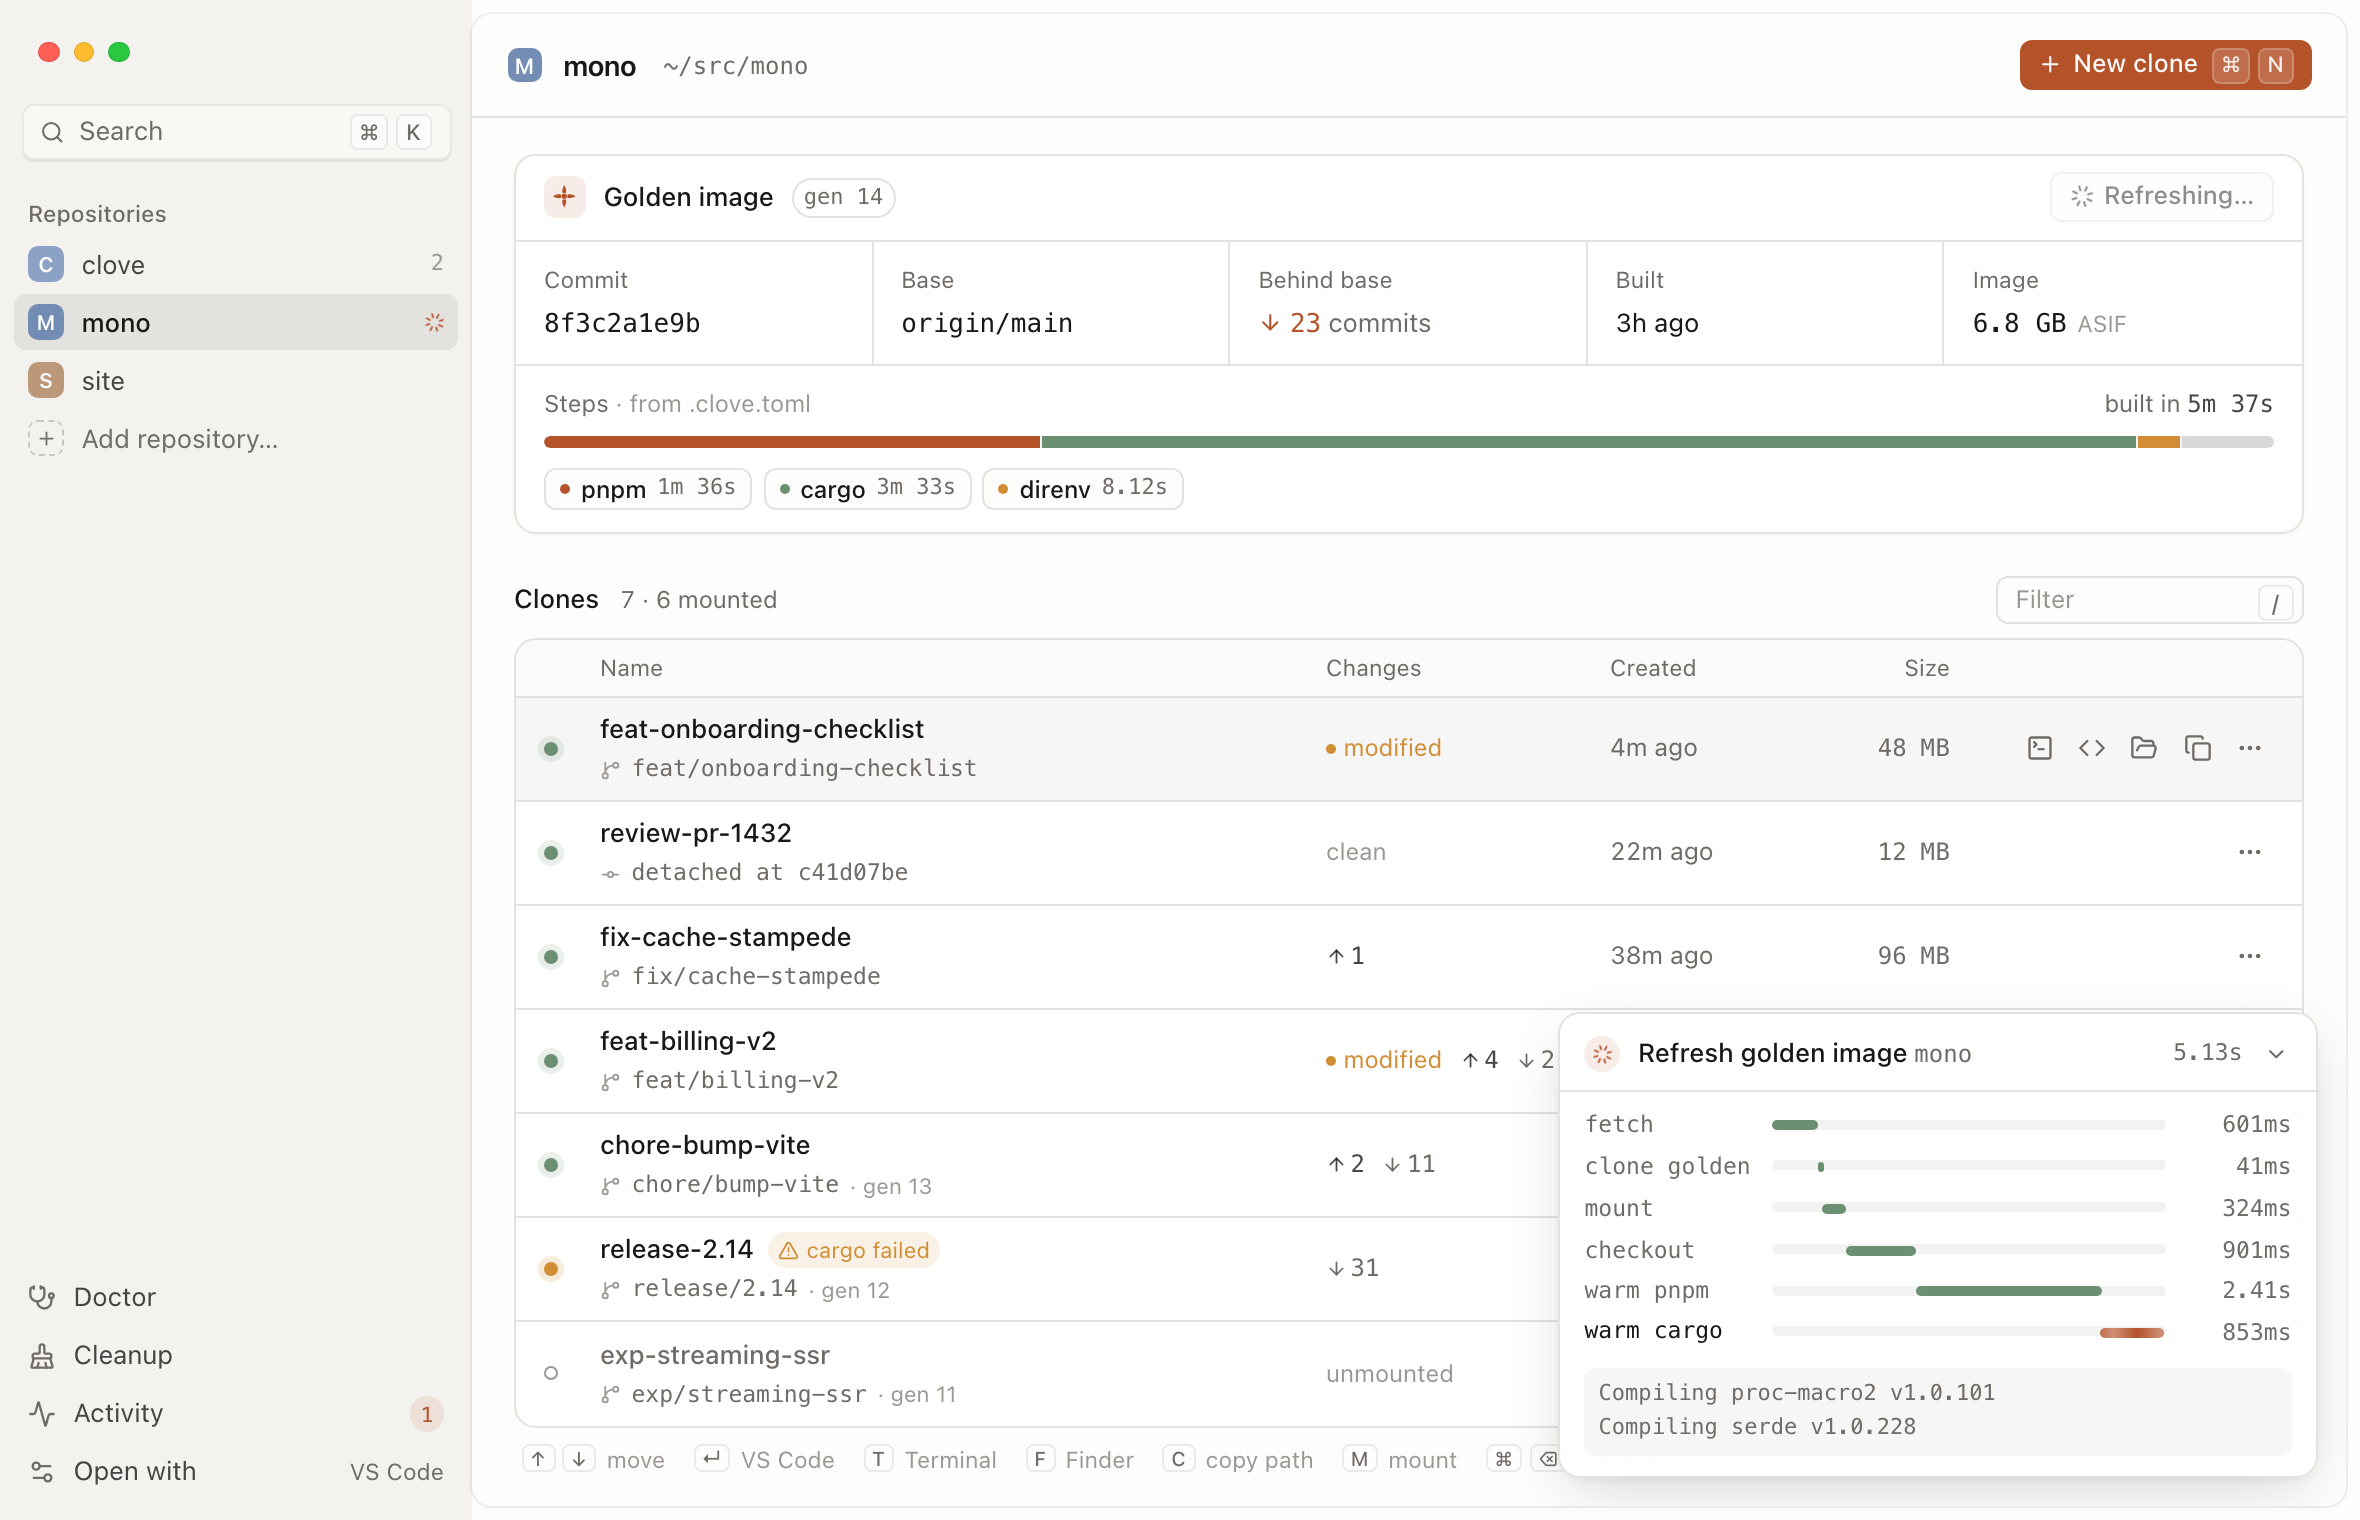 Search ⌘ K
Repositories
C clove 2
M mono
S site
+ Add repository...
Doctor
Cleanup
Activity 1
Open with VS Code
M mono ~/src/mono
+ New clone ⌘ N
Golden image gen 14
Refreshing...
Commit
8f3c2a1e9b
Base
origin/main
Behind base
↓ 23 commits
Built
3h ago
Image
6.8 GB ASIF
Steps · from .clove.toml
built in 5m 37s
pnpm 1m 36s
cargo 3m 33s
direnv 8.12s
Clones 7 · 6 mounted
Filter /
Name Changes Created Size
feat-onboarding-checklist
feat/onboarding-checklist
modified 4m ago 48 MB
review-pr-1432
detached at c41d07be
clean 22m ago 12 MB
fix-cache-stampede
fix/cache-stampede
↑ 1 38m ago 96 MB
feat-billing-v2
feat/billing-v2
modified ↑ 4 ↓ 2
chore-bump-vite
chore/bump-vite · gen 13
↑ 2 ↓ 11
release-2.14 cargo failed
release/2.14 · gen 12
↓ 31
exp-streaming-ssr
exp/streaming-ssr · gen 11
unmounted
↑ ↓ move ↵ VS Code T Terminal F Finder C copy path M mount ⌘ ⌫
Refresh golden image mono 5.13s
fetch 601ms
clone golden 41ms
mount 324ms
checkout 901ms
warm pnpm 2.41s
warm cargo 853ms
Compiling proc-macro2 v1.0.101
Compiling serde v1.0.228